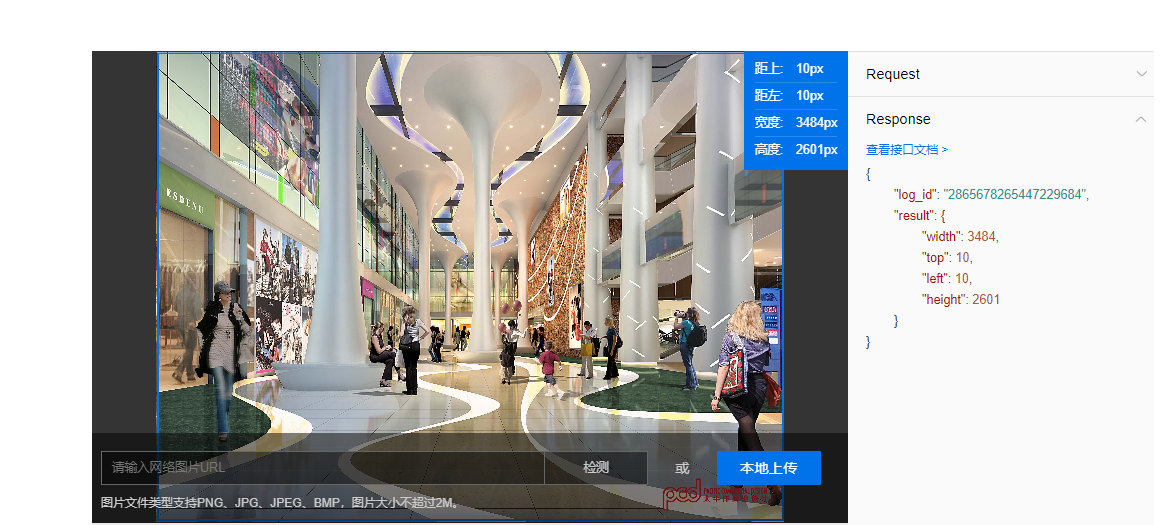 距上: 10px
距左: 10px
宽度: 3484px
高度: 2601px
ESDENU
请输入网络图片URL
检测
或
本地上传
图片文件类型支持PNG、JPG、JPEG、BMP，图片大小不超过2M。
pod
Request
Response
查看接口文档 >
{
"log_id": "2865678265447229684",
"result": {
"width": 3484,
"top": 10,
"left": 10,
"height": 2601
}
}